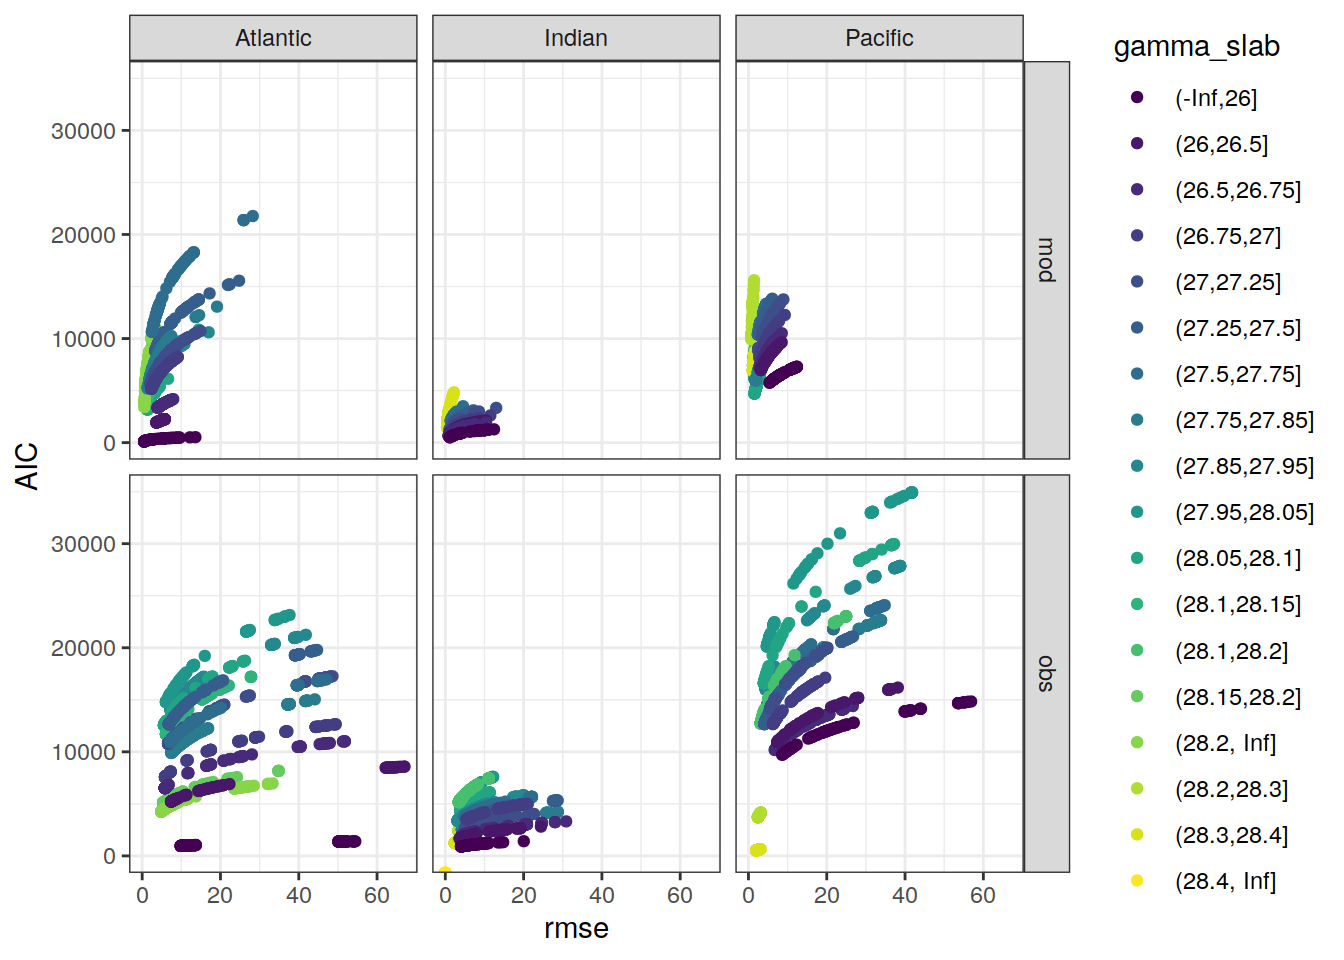 Atlantic
Indian
Pacific
gamma_slab
(-Inf,26]
(26,26.5]
(26.5,26.75]
(26.75,27]
(27,27.25]
(27.25,27.5]
(27.5,27.75]
(27.75,27.85]
(27.85,27.95]
(27.95,28.05]
(28.05,28.1]
(28.1,28.15]
(28.1,28.2]
(28.15,28.2]
(28.2, Inf]
(28.2,28.3]
(28.3,28.4]
(28.4, Inf]
30000
20000
10000
0
mod
AIC
30000
20000
10000
0
obs
0 20 40 60
0 20 40 60
0 20 40 60
rmse